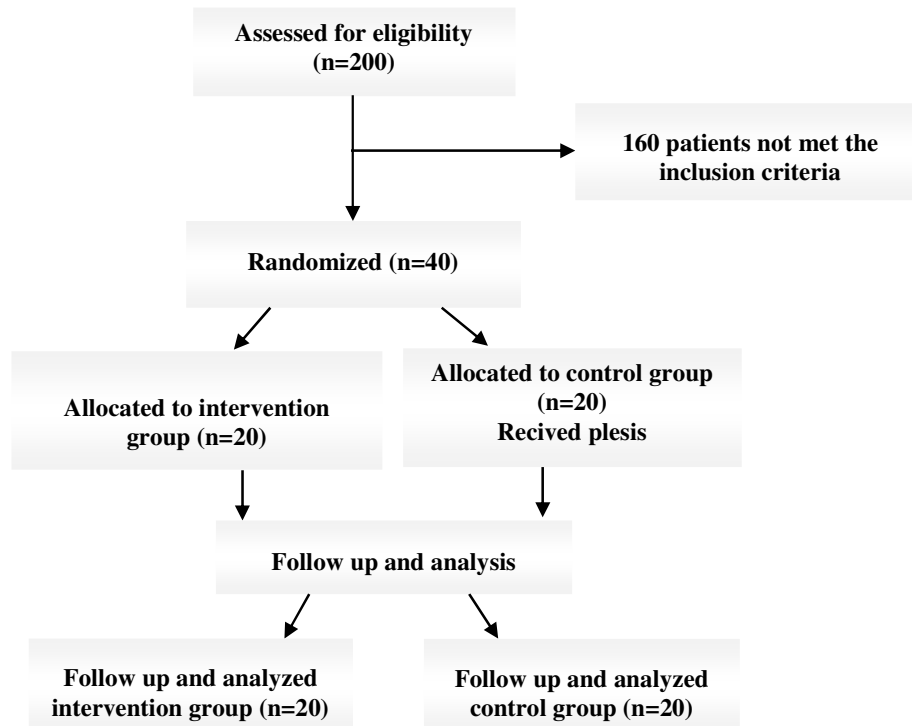 Assessed for eligibility
(n=200)
160 patients not met the
inclusion criteria
Randomized (n=40)
Allocated to intervention
group (n=20)
Allocated to control group
(n=20)
Recived plesis
Follow up and analysis
Follow up and analyzed
intervention group (n=20)
Follow up and analyzed
control group (n=20)